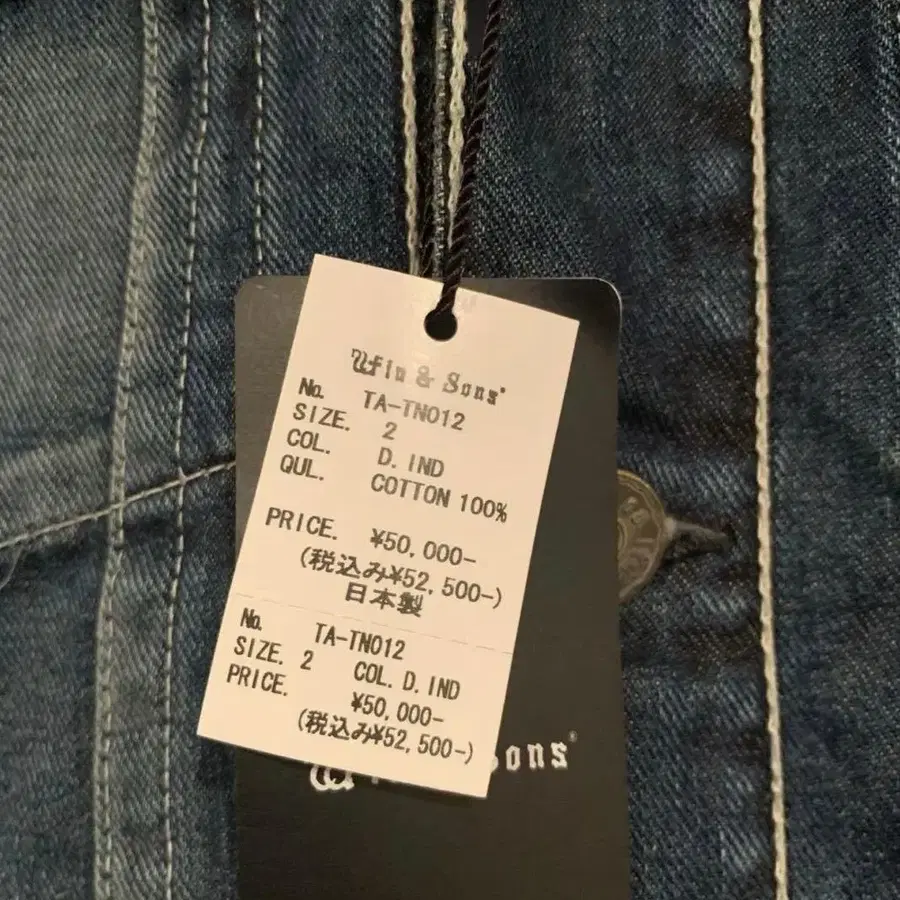 & Sons
No. TA-TN012
SIZE. 2
COL. D. IND
QUL. COTTON 100%
PRICE. ¥50,000-
(税込み¥52,500-)
日本製
No. TA-TN012
SIZE. 2 COL. D. IND
PRICE. ¥50,000-
(税込み¥52,500-)
ons